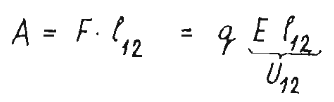 A = F · l₁₂ = q E l₁₂
U₁₂